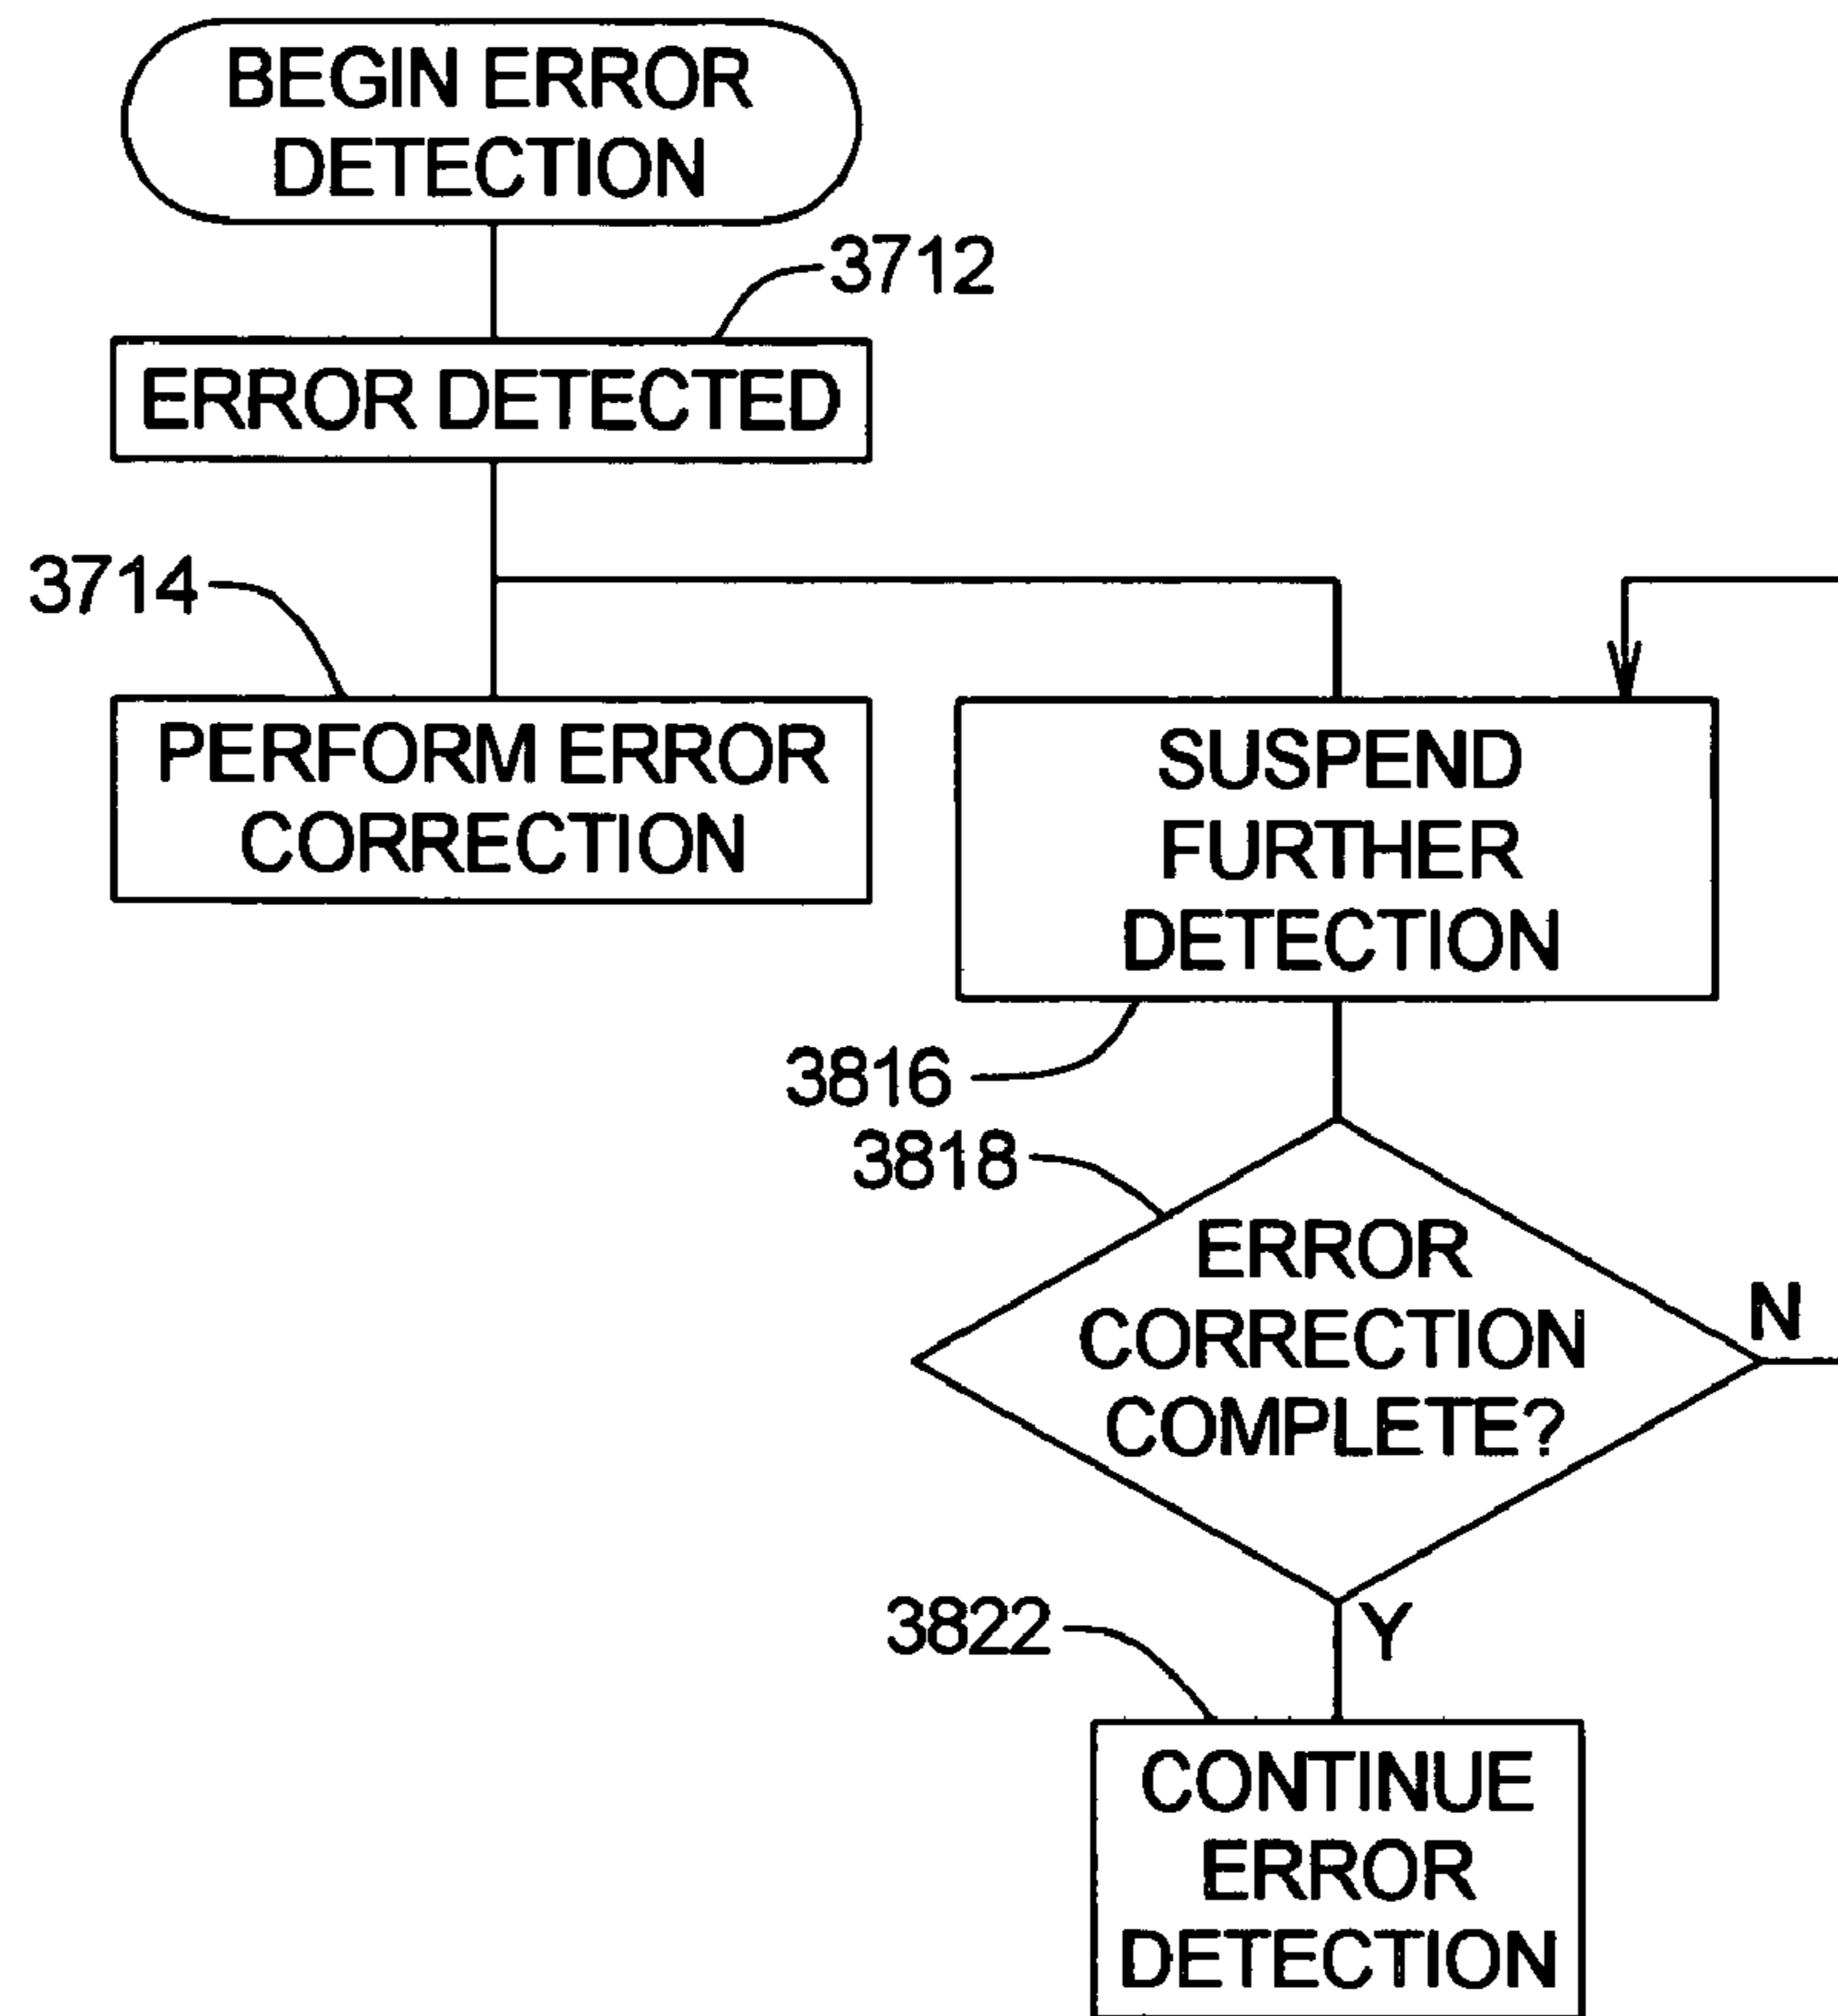 BEGIN ERROR
DETECTION
3712
ERROR DETECTED
3714
PERFORM ERROR
CORRECTION
SUSPEND
FURTHER
DETECTION
3816
3818
ERROR
CORRECTION
COMPLETE?
N
Y
3822
CONTINUE
ERROR
DETECTION